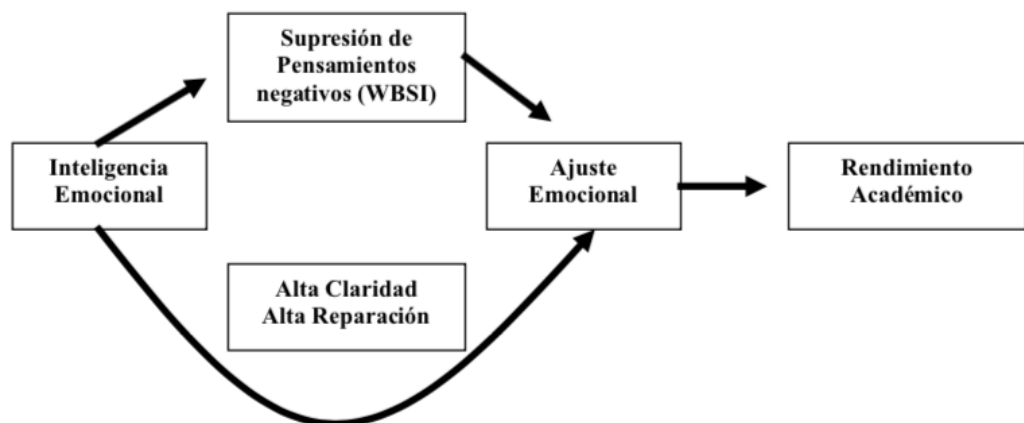 Supresión de
Pensamientos
negativos (WBSI)
Inteligencia
Emocional
Ajuste
Emocional
Rendimiento
Académico
Alta Claridad
Alta Reparación